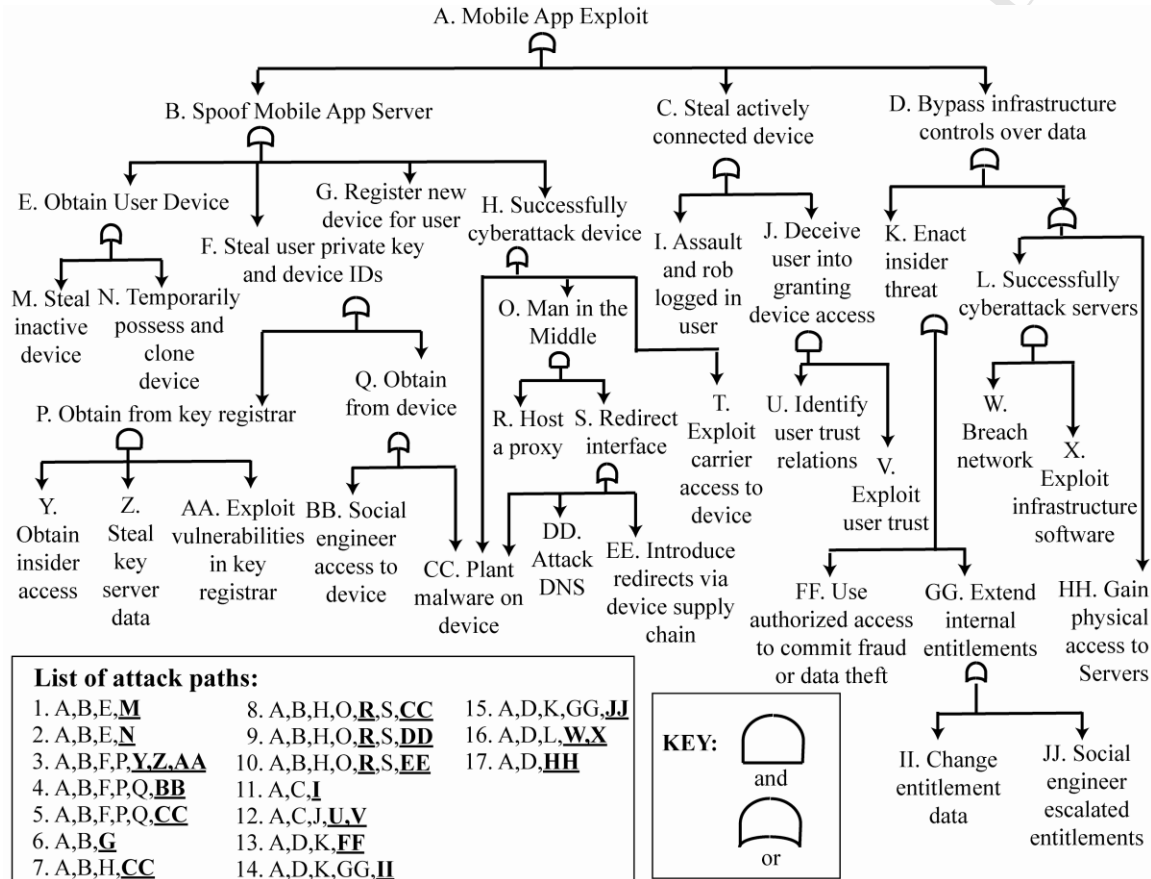 A. Mobile App Exploit
B. Spoof Mobile App Server
C. Steal actively
connected device
D. Bypass infrastructure
controls over data
E. Obtain User Device
F. Steal user private key
and device IDs
G. Register new
device for user
H. Successfully
cyberattack device
I. Assault
and rob
logged in
user
J. Deceive
user into
granting
device access
K. Enact
insider
threat
L. Successfully
cyberattack servers
M. Steal
inactive
device
N. Temporarily
possess and
clone
device
O. Man in the
Middle
P. Obtain from key registrar
Q. Obtain
from device
R. Host
a proxy
S. Redirect
interface
T.
Exploit
carrier
access to
device
U. Identify
user trust
relations
V.
Exploit
user trust
W.
Breach
network
X.
Exploit
infrastructure
software
Y.
Obtain
insider
access
Z.
Steal
key
server
data
AA. Exploit
vulnerabilities
in key
registrar
BB. Social
engineer
access to
device
CC. Plant
malware on
device
DD.
Attack
DNS
EE. Introduce
redirects via
device supply
chain
FF. Use
authorized access
to commit fraud
or data theft
GG. Extend
internal
entitlements
HH. Gain
physical
access to
Servers
II. Change
entitlement
data
JJ. Social
engineer
escalated
entitlements
List of attack paths:
1. A,B,E,M
2. A,B,E,N
3. A,B,F,P,Y,Z,AA
4. A,B,F,P,Q,BB
5. A,B,F,P,Q,CC
6. A,B,G
7. A,B,H,CC
8. A,B,H,O,R,S,CC
9. A,B,H,O,R,S,DD
10. A,B,H,O,R,S,EE
11. A,C,I
12. A,C,J,U,V
13. A,D,K,FF
14. A,D,K,GG,II
15. A,D,K,GG,JJ
16. A,D,L,W,X
17. A,D,HH
KEY:
and
or